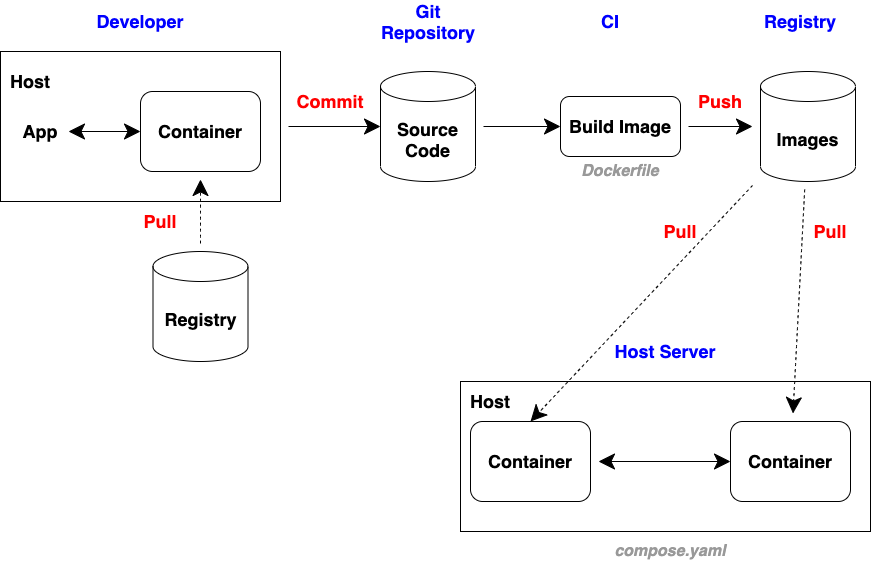 Developer
Git
Repository
CI
Registry
Host
App
Container
Commit
Source
Code
Build Image
Dockerfile
Push
Images
Pull
Registry
Pull
Pull
Host Server
Host
Container
Container
compose.yaml